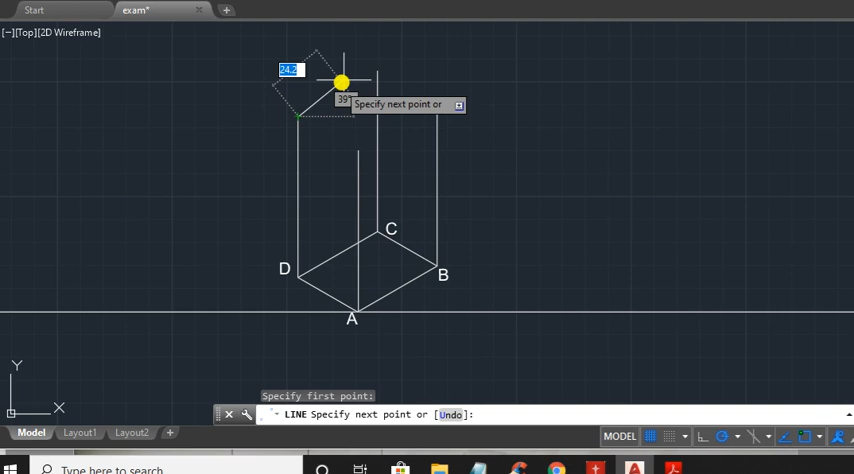 Start
exam*
[−][Top][2D Wireframe]
24.2
39°
Specify next point or
C
D
B
A
Y
X
Specify first point:
LINE Specify next point or [Undo]:
Model Layout1 Layout2 +
MODEL
Type here to search